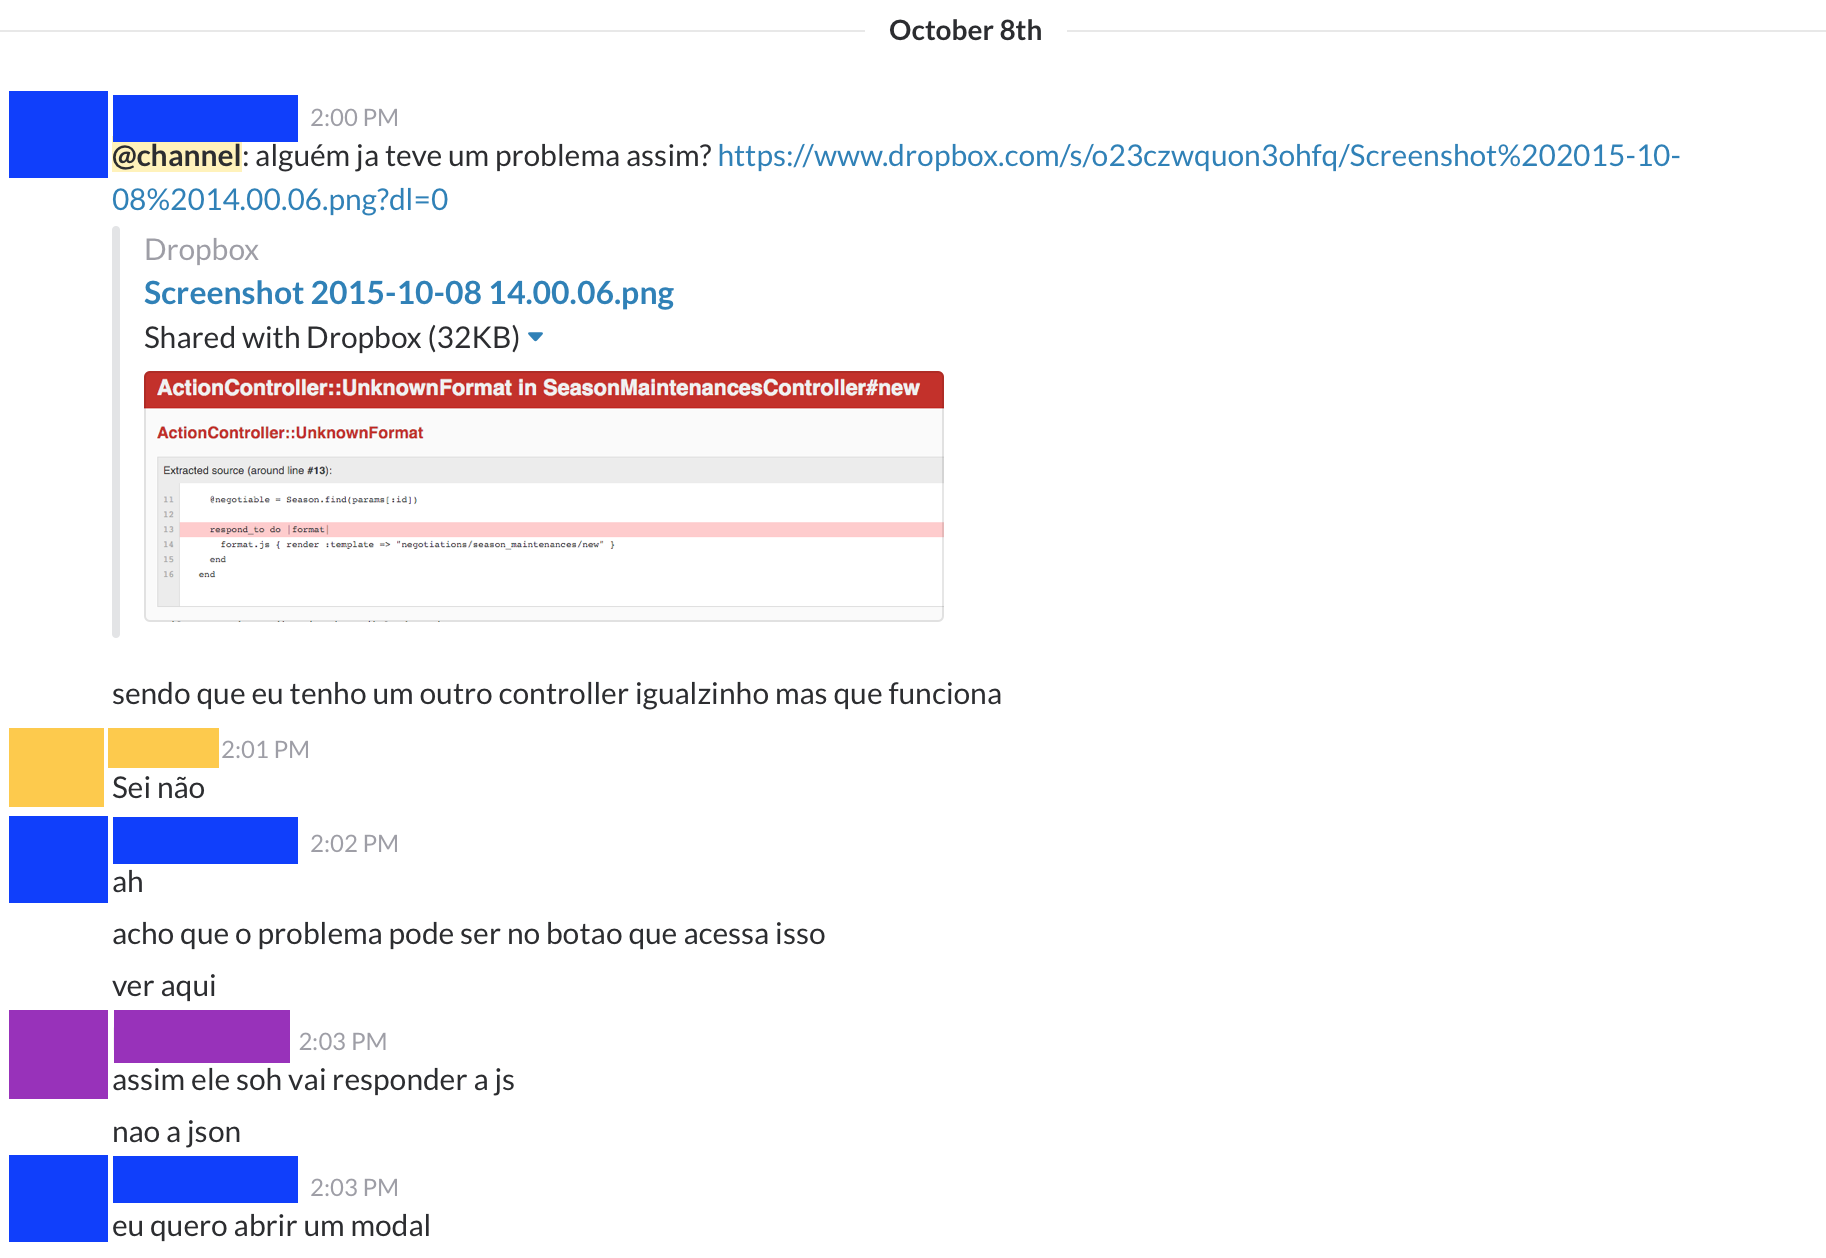 October 8th
2:00 PM
@channel: alguém ja teve um problema assim? https://www.dropbox.com/s/o23czwquon3ohfq/Screenshot%202015-10-
08%2014.00.06.png?dl=0
Dropbox
Screenshot 2015-10-08 14.00.06.png
Shared with Dropbox (32KB)
ActionController::UnknownFormat in SeasonMaintenancesController#new
ActionController::UnknownFormat
Extracted source (around line #13):
11 @negotiable = Season.find(params[:id])
12
13 respond_to do |format|
14 format.js { render :template => "negotiations/season_maintenances/new" }
15 end
16 end
sendo que eu tenho um outro controller igualzinho mas que funciona
2:01 PM
Sei não
2:02 PM
ah
acho que o problema pode ser no botao que acessa isso
ver aqui
2:03 PM
assim ele soh vai responder a js
nao a json
2:03 PM
eu quero abrir um modal